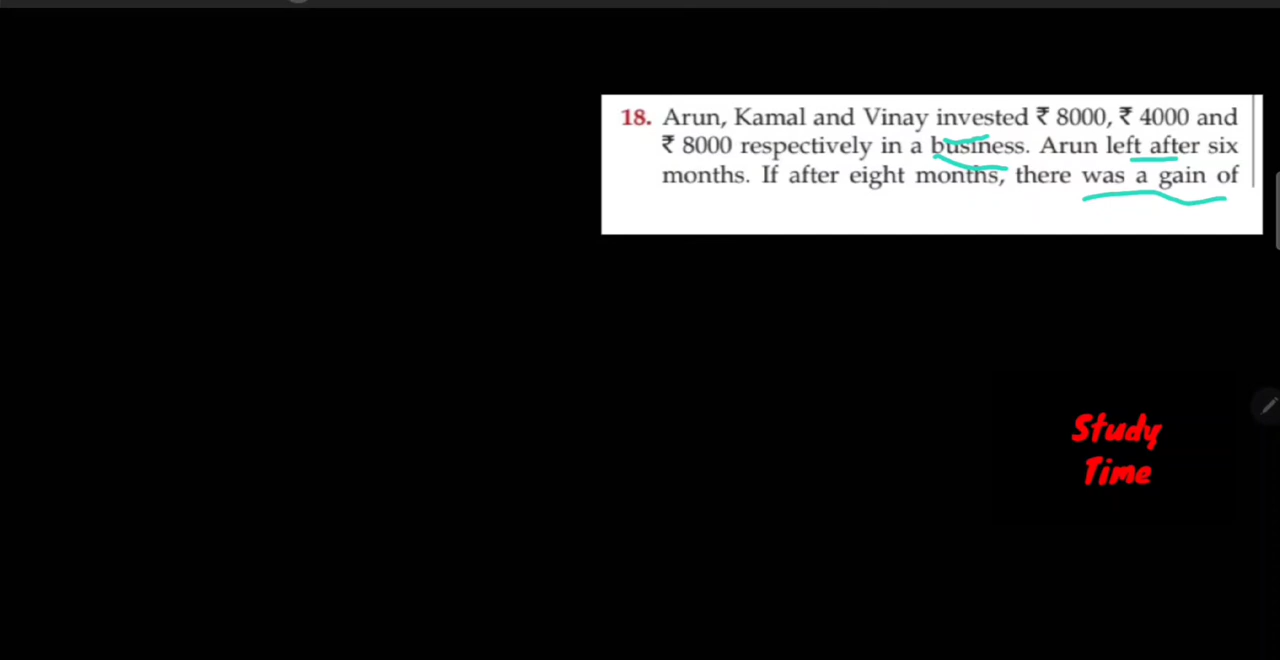 18. Arun, Kamal and Vinay invested ₹ 8000, ₹ 4000 and
₹ 8000 respectively in a business. Arun left after six
months. If after eight months, there was a gain of
Study
Time